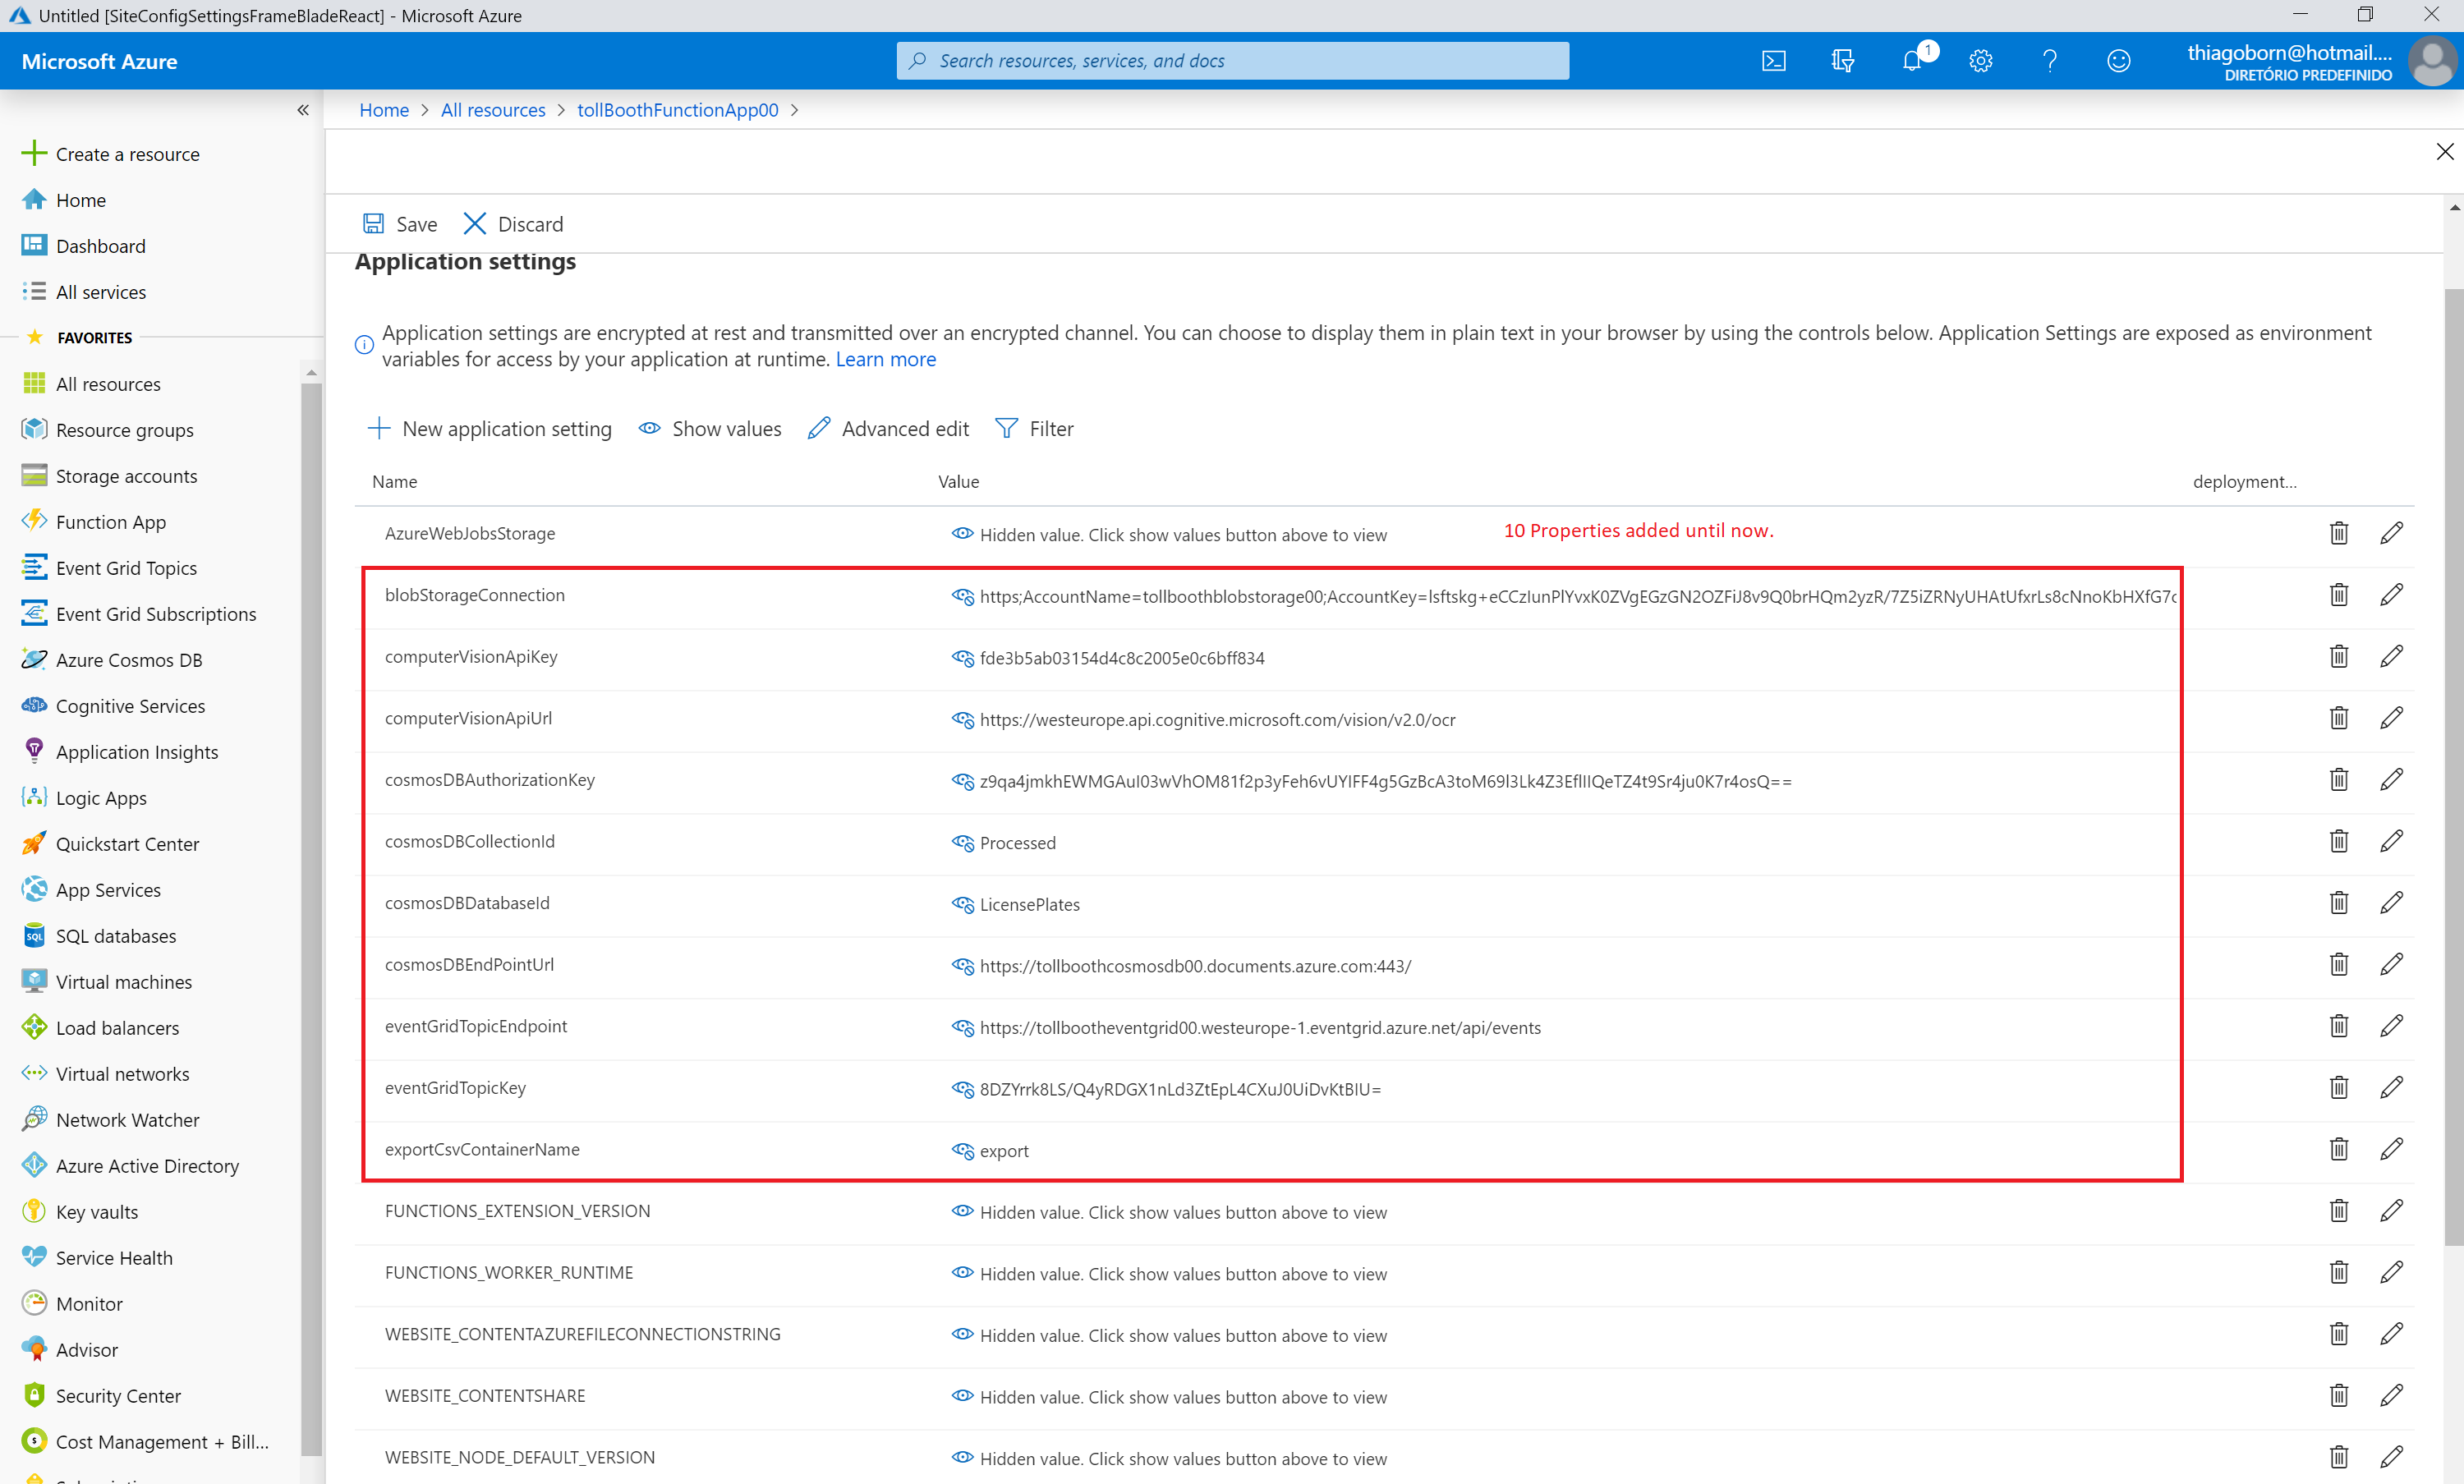 Untitled [SiteConfigSettingsFrameBladeReact] - Microsoft Azure
Microsoft Azure
Search resources, services, and docs
1
thiagoborn@hotmail....
DIRETÓRIO PREDEFINIDO
Home > All resources > tollBoothFunctionApp00 >
Create a resource
Home
Dashboard
All services
FAVORITES
All resources
Resource groups
Storage accounts
Function App
Event Grid Topics
Event Grid Subscriptions
Azure Cosmos DB
Cognitive Services
Application Insights
Logic Apps
Quickstart Center
App Services
SQL databases
Virtual machines
Load balancers
Virtual networks
Network Watcher
Azure Active Directory
Key vaults
Service Health
Monitor
Advisor
Security Center
Cost Management + Bill...
Save Discard
Application settings
Application settings are encrypted at rest and transmitted over an encrypted channel. You can choose to display them in plain text in your browser by using the controls below. Application Settings are exposed as environment
variables for access by your application at runtime. Learn more
New application setting Show values Advanced edit Filter
Name Value deployment...
AzureWebJobsStorage Hidden value. Click show values button above to view 10 Properties added until now.
blobStorageConnection https;AccountName=tollboothblobstorage00;AccountKey=
computerVisionApiKey fde3b5ab03154d4c8c2005e0c6bff834
computerVisionApiUrl https://westeurope.api.cognitive.microsoft.com/vision/v2.0/ocr
cosmosDBAuthorizationKey
cosmosDBCollectionId Processed
cosmosDBDatabaseId LicensePlates
cosmosDBEndPointUrl https://tollboothcosmosdb00.documents.azure.com:443/
eventGridTopicEndpoint https://tollbootheventgrid00.westeurope-1.eventgrid.azure.net/api/events
eventGridTopicKey
exportCsvContainerName export
FUNCTIONS_EXTENSION_VERSION Hidden value. Click show values button above to view
FUNCTIONS_WORKER_RUNTIME Hidden value. Click show values button above to view
WEBSITE_CONTENTAZUREFILECONNECTIONSTRING Hidden value. Click show values button above to view
WEBSITE_CONTENTSHARE Hidden value. Click show values button above to view
WEBSITE_NODE_DEFAULT_VERSION Hidden value. Click show values button above to view